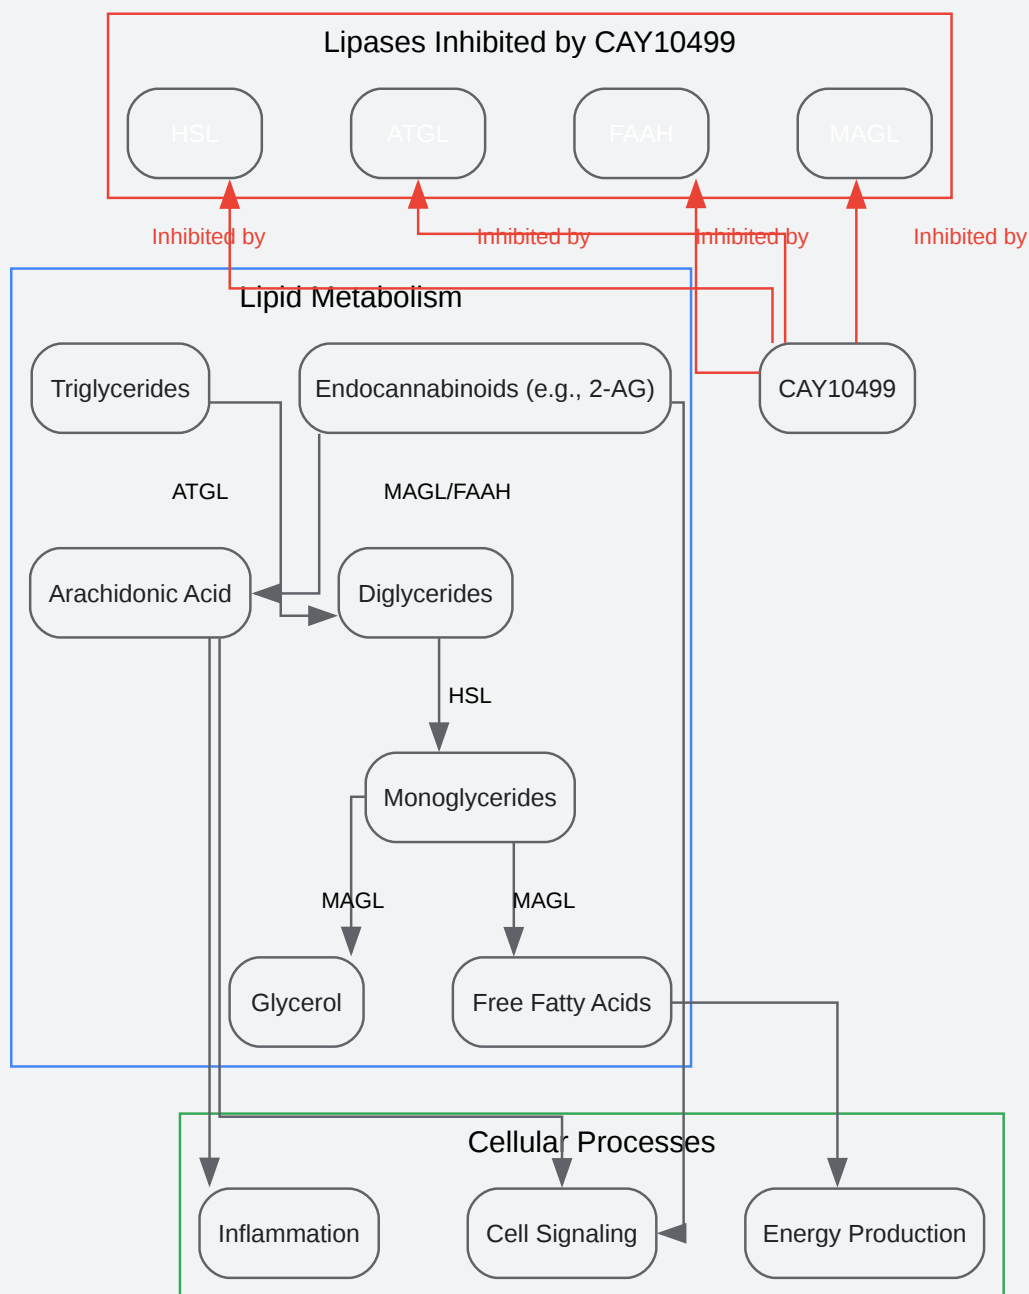 Lipases Inhibited by CAY10499
HSL
ATGL
FAAH
MAGL
Inhibited by
Inhibited by
Inhibited by
Inhibited by
Lipid Metabolism
Triglycerides
Endocannabinoids (e.g., 2-AG)
CAY10499
ATGL
MAGL/FAAH
Arachidonic Acid
Diglycerides
HSL
Monoglycerides
MAGL
MAGL
Glycerol
Free Fatty Acids
Cellular Processes
Inflammation
Cell Signaling
Energy Production